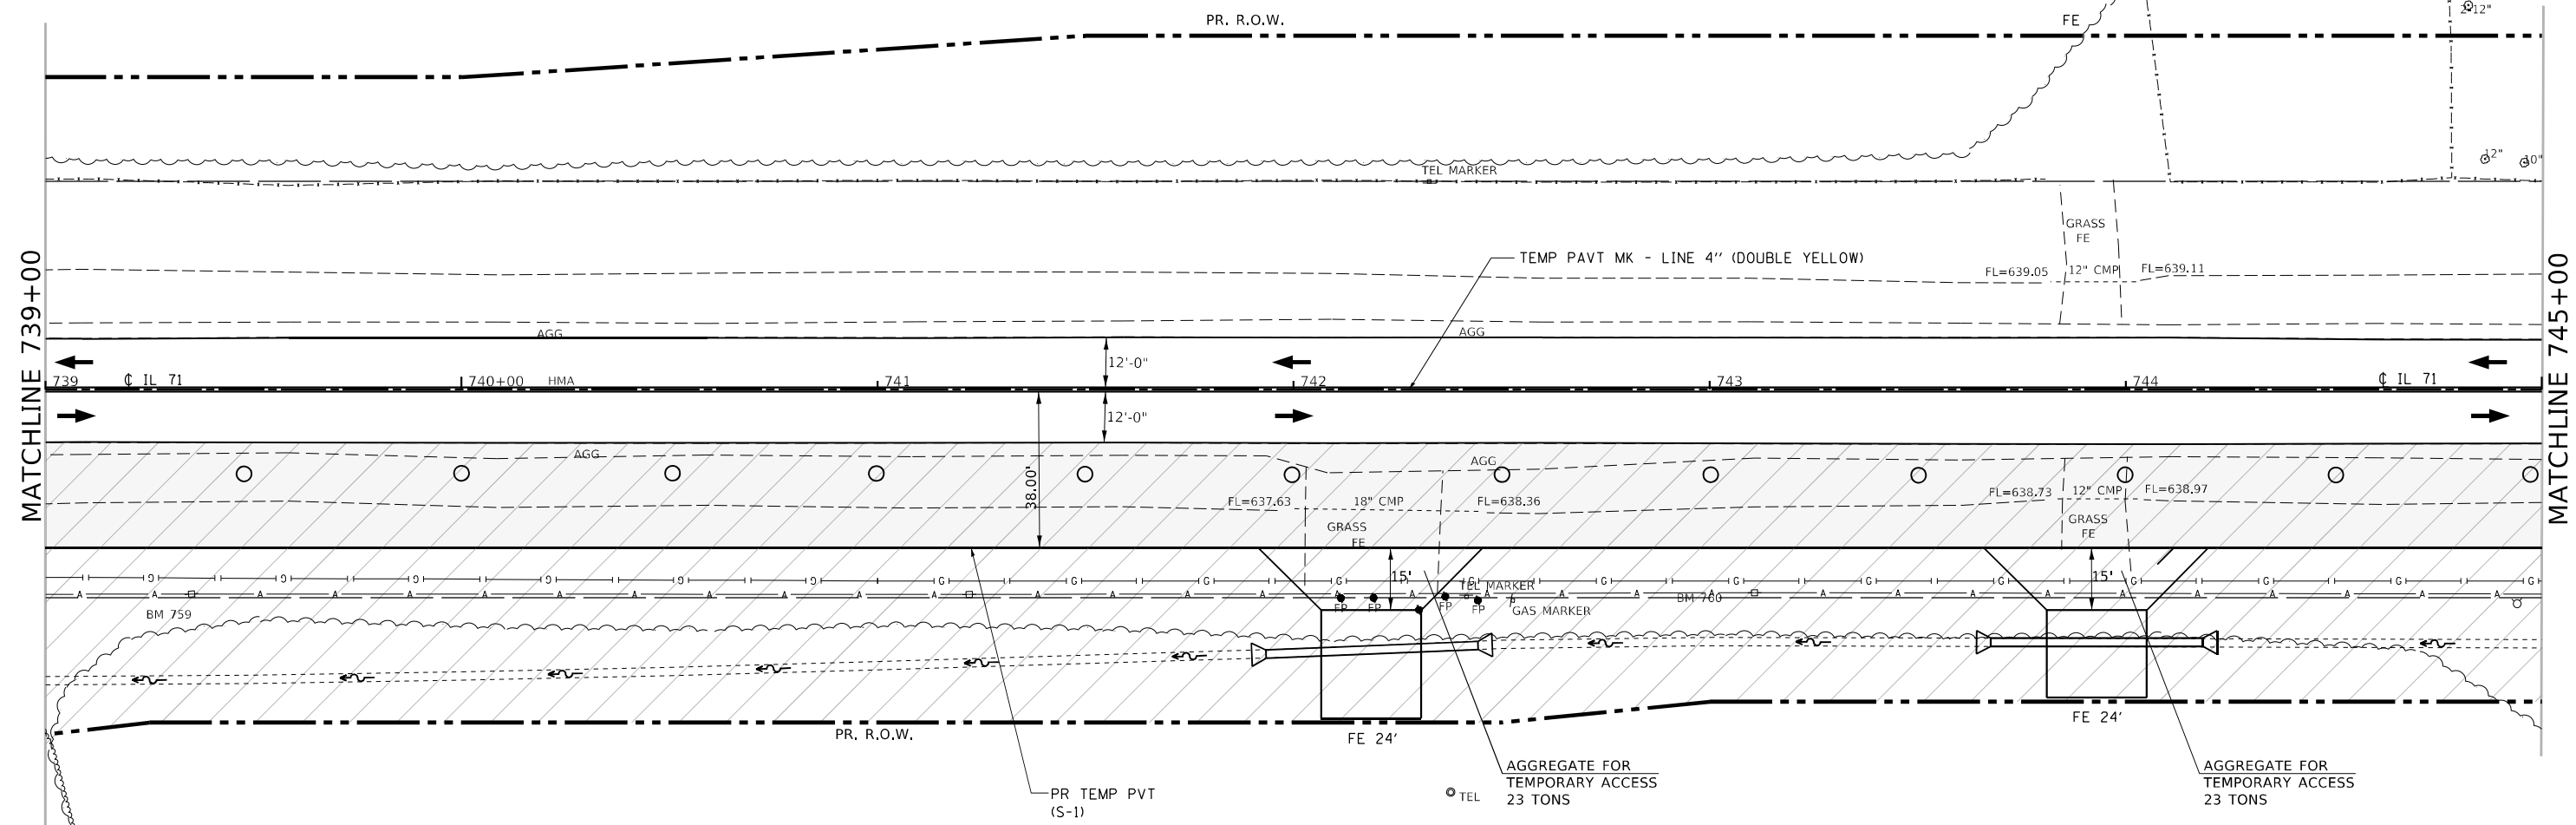 PR. R.O.W.
FE
2-12"
TEL MARKER
12"
10"
GRASS
FE
TEMP PAVT MK - LINE 4" (DOUBLE YELLOW)
FL=639.05
12" CMP
FL=639.11
MATCHLINE 739+00
MATCHLINE 745+00
AGG
AGG
12'-0"
739
℄ IL 71
740+00
HMA
741
742
743
744
℄ IL 71
12'-0"
AGG
AGG
38.00'
FL=637.63
18" CMP
FL=638.36
FL=638.73
12" CMP
FL=638.97
GRASS
FE
GRASS
FE
G G G G G G G G G G G G G G G G G G G
15'
15'
TEL MARKER
A A A A A A A A A A A A A A A A A A A A A A A A A A A A A A A A A
BM 759
FP
FP
FP
FP
GAS MARKER
BM 760
PR. R.O.W.
FE 24'
FE 24'
AGGREGATE FOR
TEMPORARY ACCESS
23 TONS
AGGREGATE FOR
TEMPORARY ACCESS
23 TONS
PR TEMP PVT
(S-1)
TEL